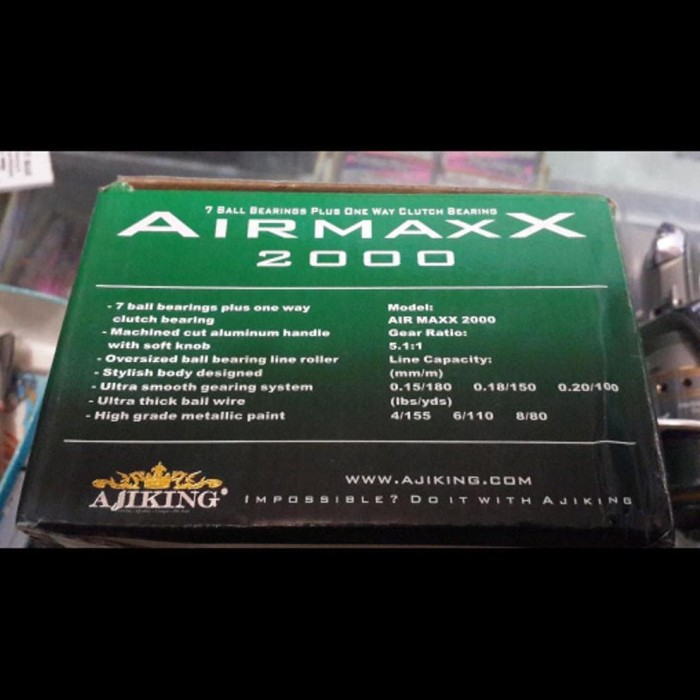 7 BALL BEARINGS PLUS ONE WAY CLUTCH BEARING
AIRMAXX
2000
- 7 ball bearings plus one way
clutch bearing
- Machined cut aluminum handle
with soft knob
- Oversized ball bearing line roller
- Stylish body designed
- Ultra smooth gearing system
- Ultra thick bail wire
- High grade metallic paint
Model:
AIR MAXX 2000
Gear Ratio:
5.1:1
Line Capacity:
(mm/m)
0.15/180 0.18/150 0.20/100
(lbs/yds)
4/155 6/110 8/80
AJIKING®
WWW.AJIKING.COM
IMPOSSIBLE? DO IT WITH AJIKING